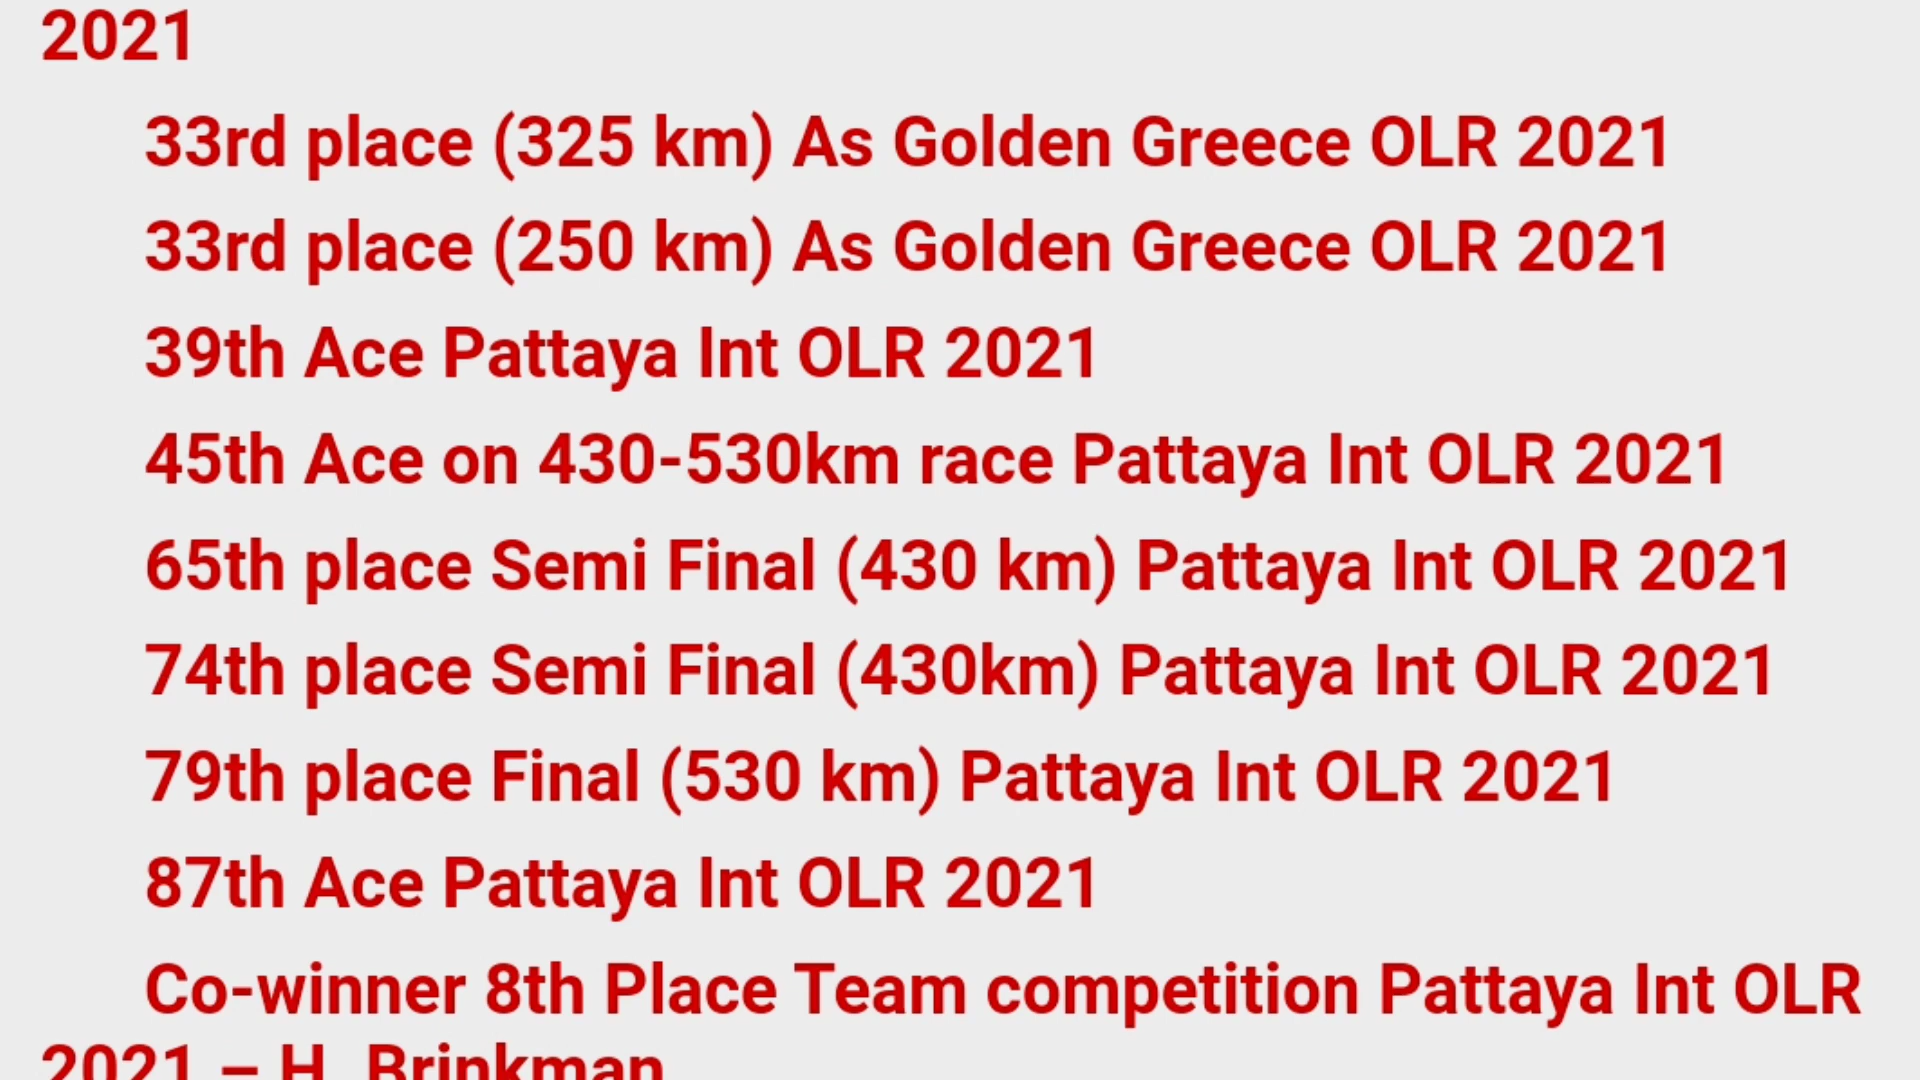 2021
33rd place (325 km) As Golden Greece OLR 2021
33rd place (250 km) As Golden Greece OLR 2021
39th Ace Pattaya Int OLR 2021
45th Ace on 430-530km race Pattaya Int OLR 2021
65th place Semi Final (430 km) Pattaya Int OLR 2021
74th place Semi Final (430km) Pattaya Int OLR 2021
79th place Final (530 km) Pattaya Int OLR 2021
87th Ace Pattaya Int OLR 2021
Co-winner 8th Place Team competition Pattaya Int OLR
2021 – H. Brinkman